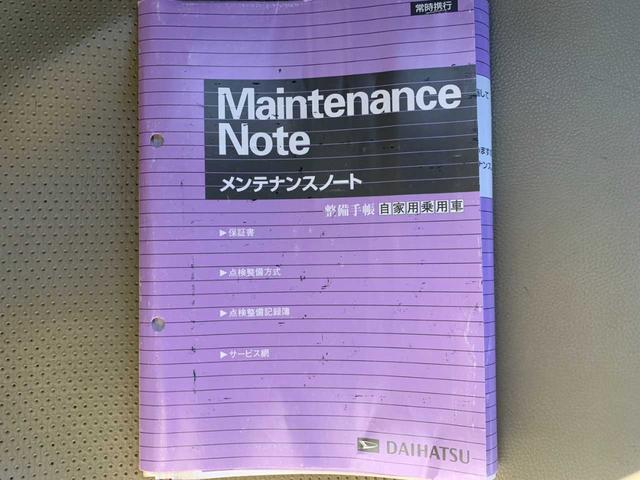 常時携行
Maintenance
Note
メンテナンスノート
整備手帳 自家用乗用車
▶保証書
▶点検整備方式
▶点検整備記録簿
▶サービス網
DAIHATSU